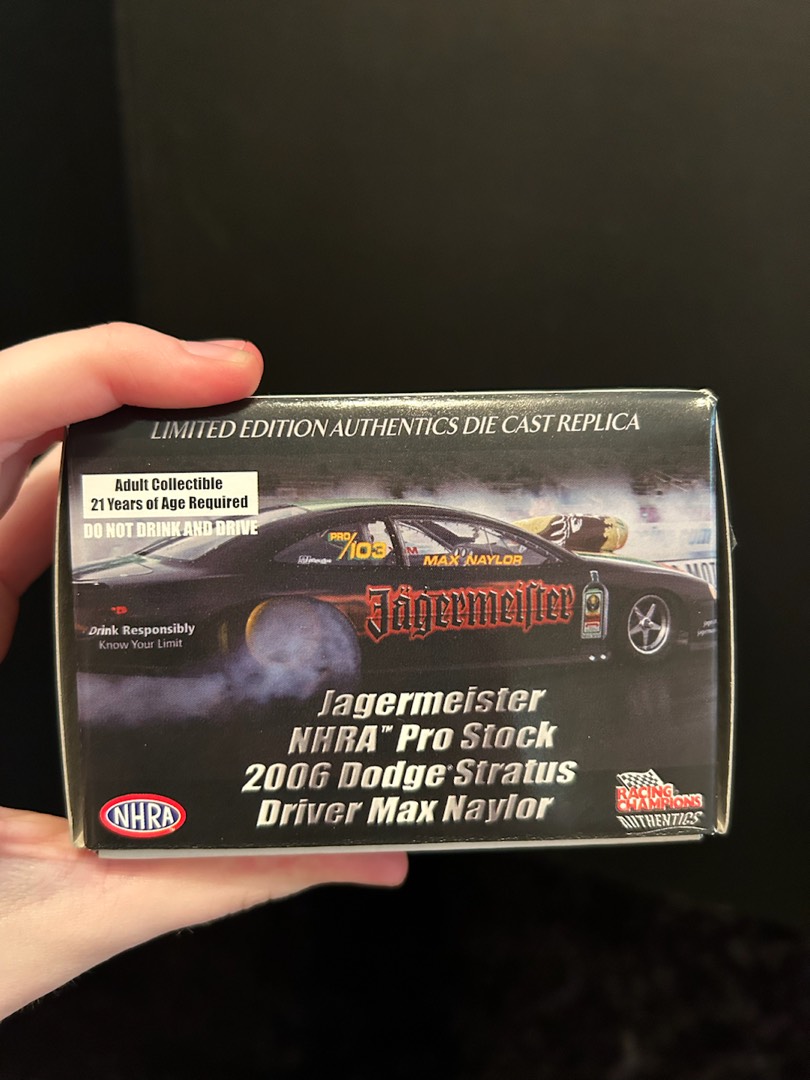 LIMITED EDITION AUTHENTICS DIE CAST REPLICA
Adult Collectible
21 Years of Age Required
DO NOT DRINK AND DRIVE
PRO/103
M
MAX NAYLOR
Jägermeister
Drink Responsibly
Know Your Limit
Jagermeister
NHRA™ Pro Stock
2006 Dodge® Stratus
Driver Max Naylor
NHRA
RACING
CHAMPIONS
AUTHENTICS